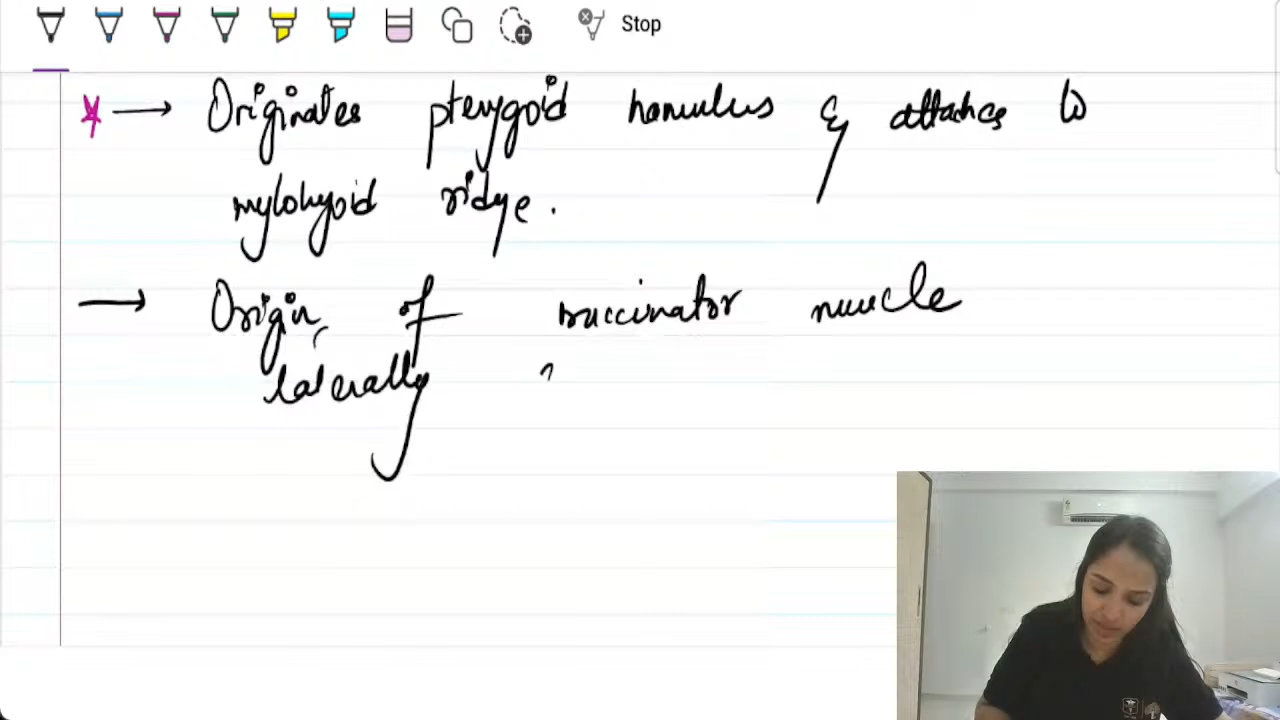 Stop
→ Originates pterygoid hamulus & attaches to
mylohyoid ridge.
→ Origin of buccinator muscle
laterally